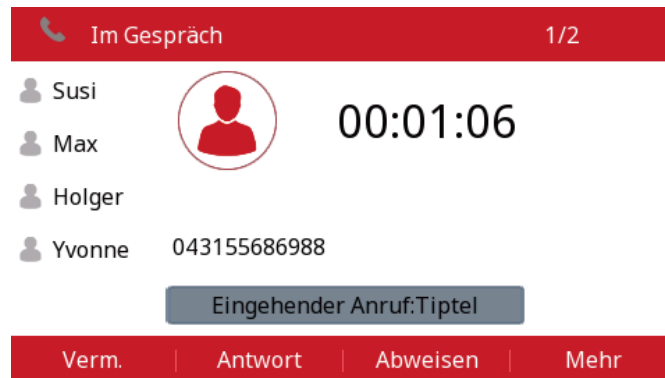 Im Gespräch 1/2
Susi
00:01:06
Max
Holger
Yvonne 043155686988
Eingehender Anruf:Tiptel
Verm. Antwort Abweisen Mehr